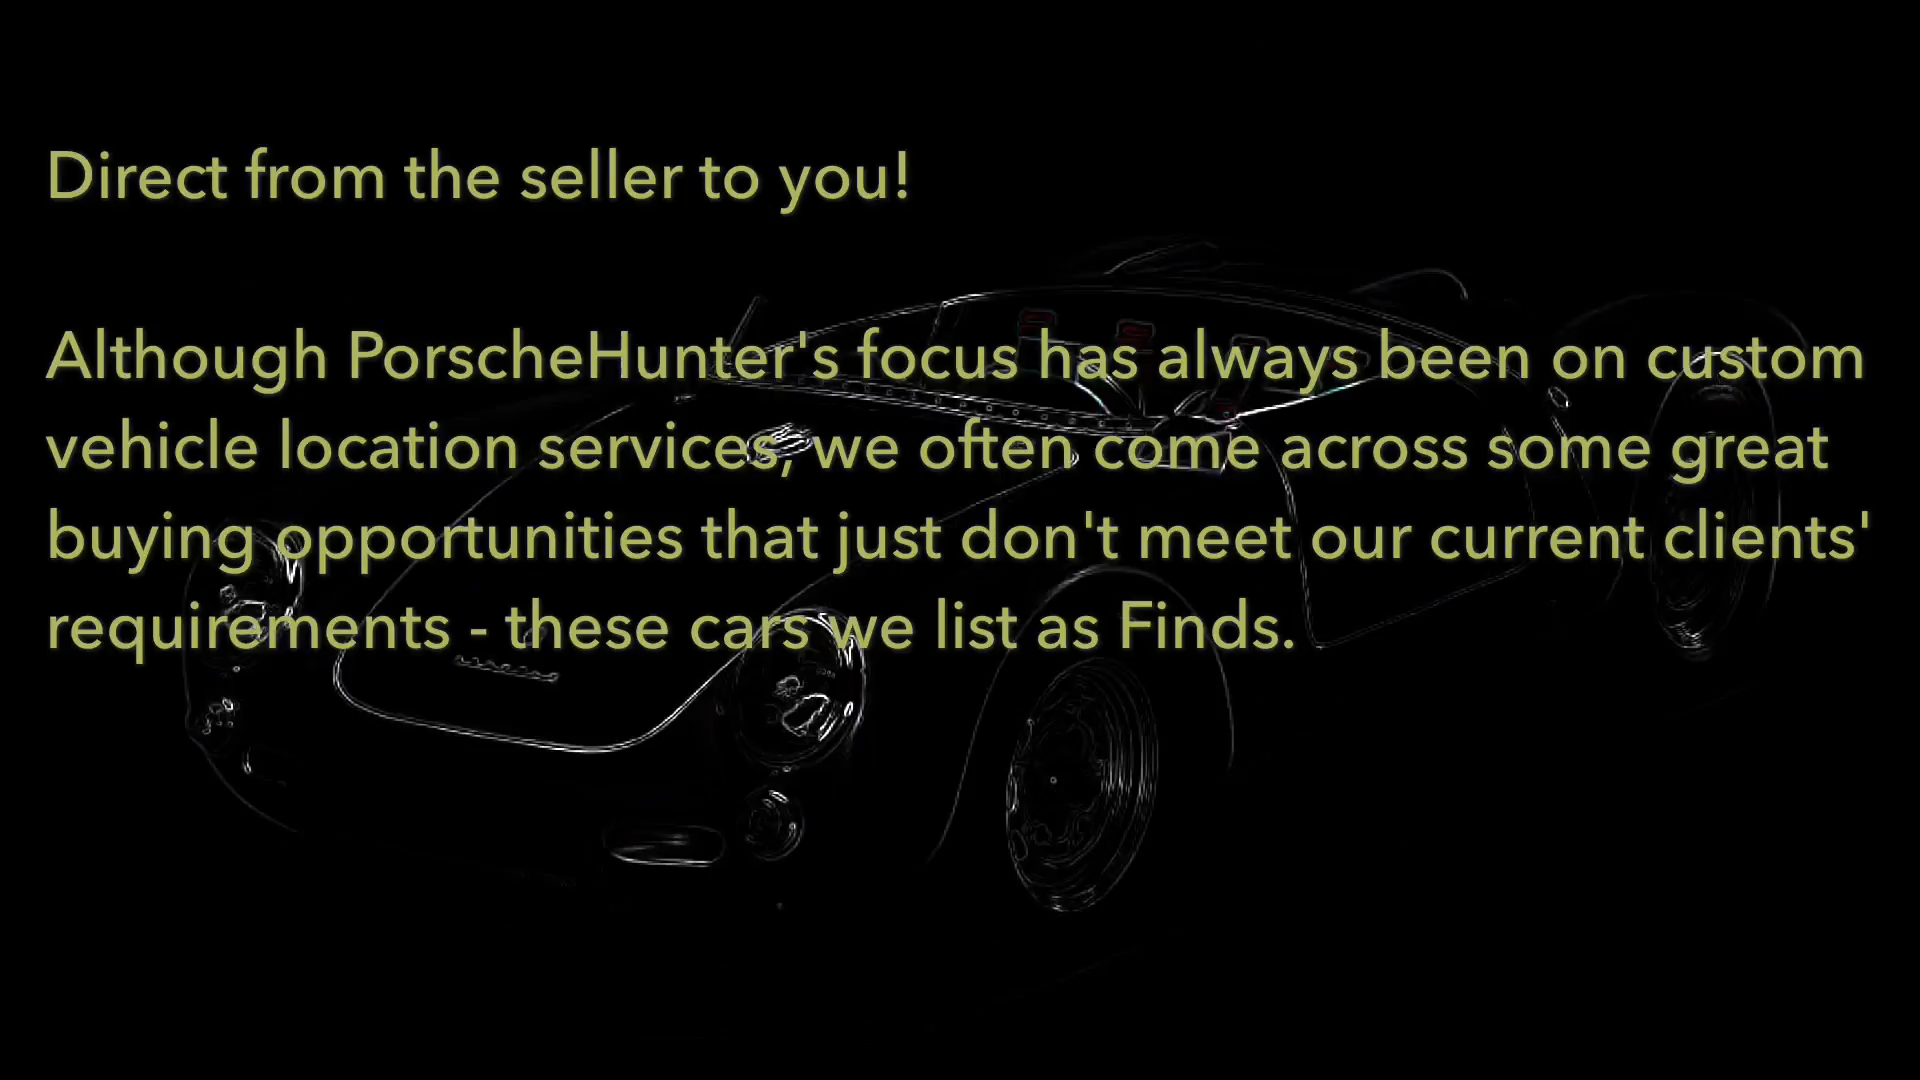 Direct from the seller to you!
Although PorscheHunter's focus has always been on custom
vehicle location services, we often come across some great
buying opportunities that just don't meet our current clients'
requirements - these cars we list as Finds.